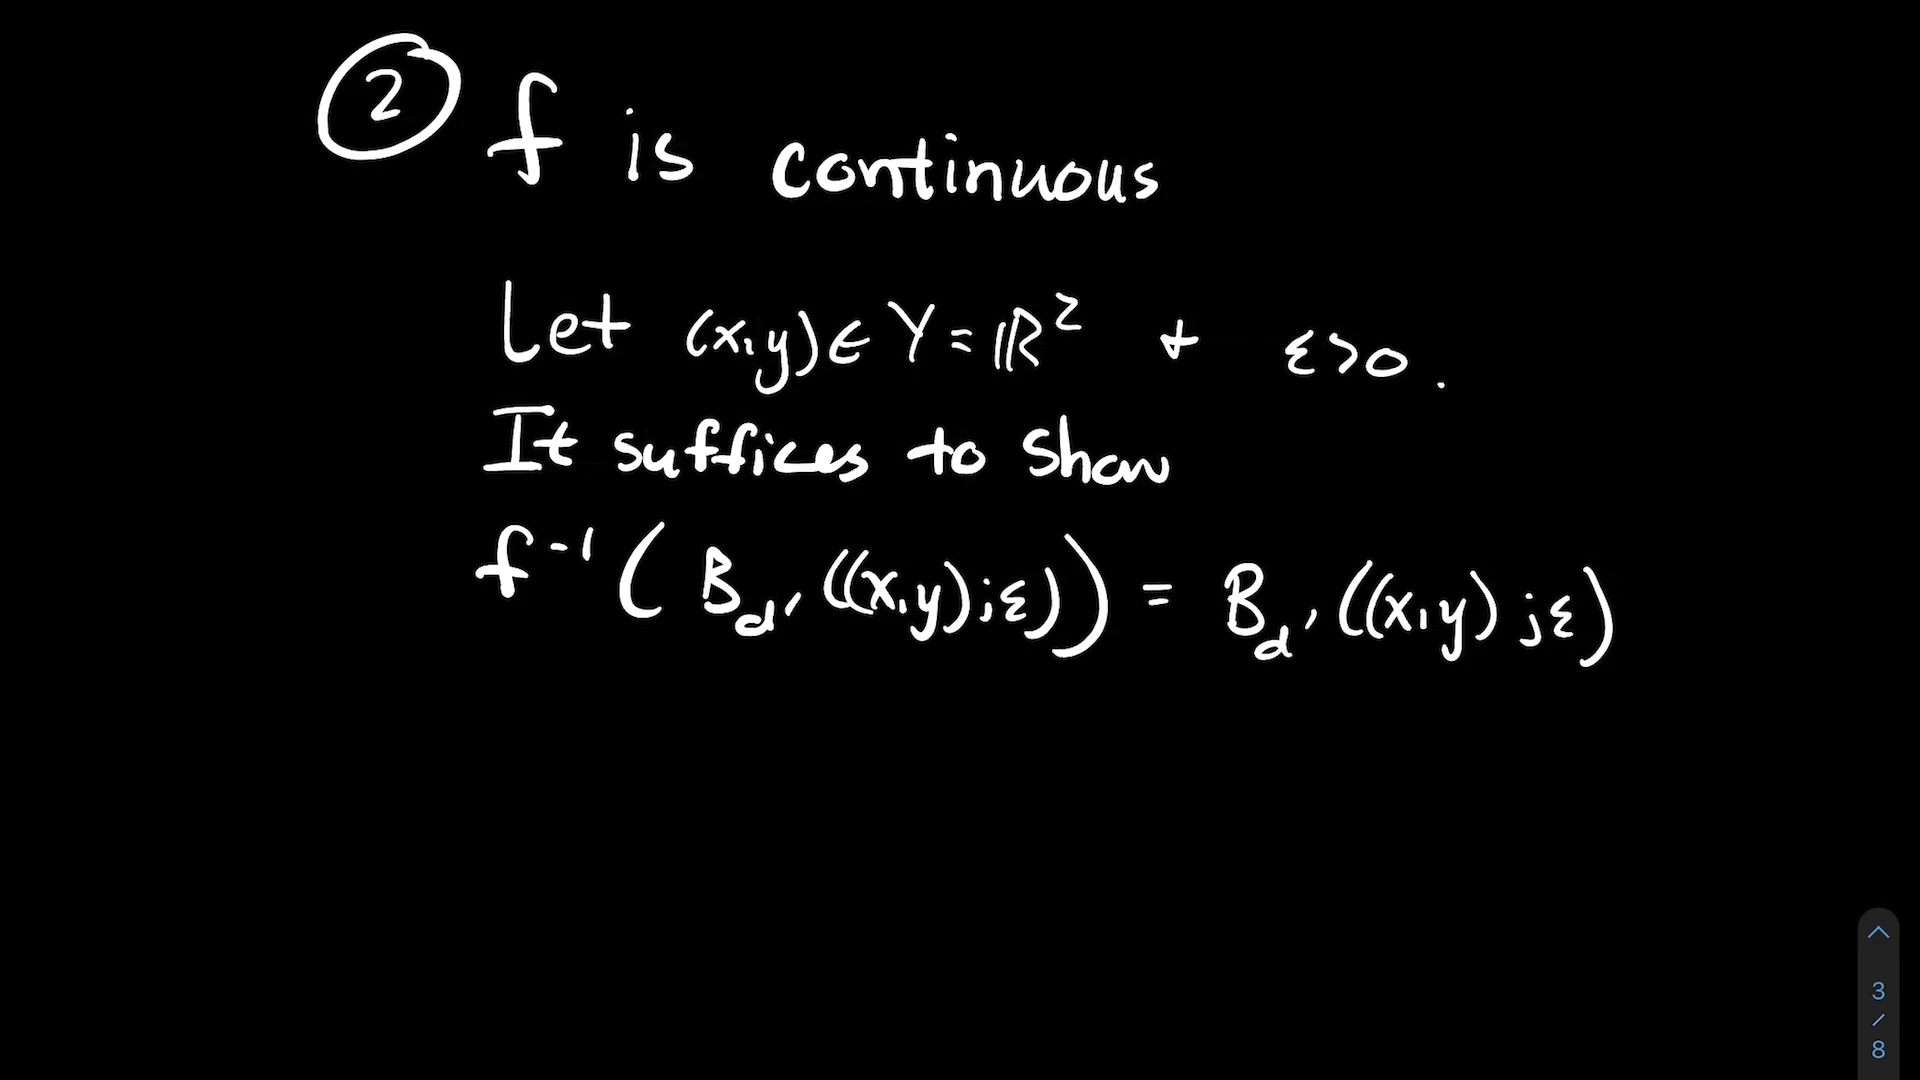 ② f is continuous
Let (x,y) ∈ Y = ℝ² + ε>0.
It suffices to show
f⁻¹(B_d′((x,y);ε)) = B_d′((x,y);ε)
3
/
8